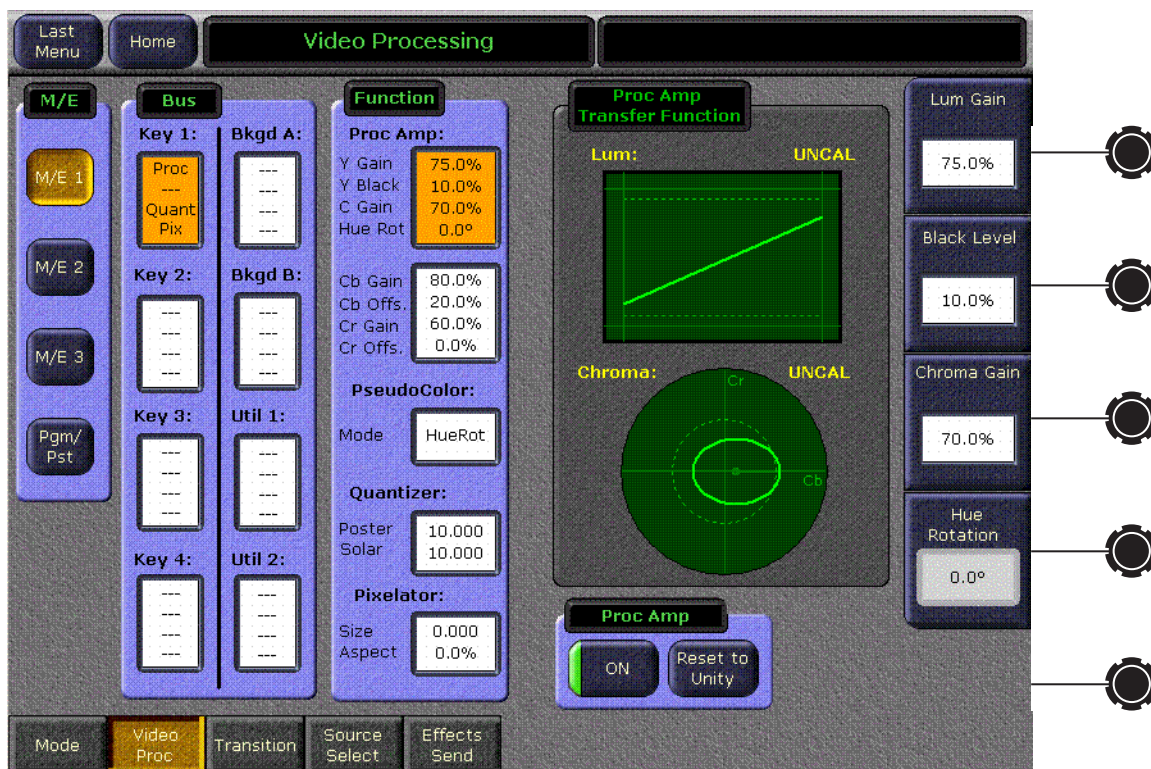 Last
Menu
Home
Video Processing
M/E
M/E 1
M/E 2
M/E 3
Pgm/
Pst
Bus
Key 1:
Bkgd A:
Proc
---
Quant
Pix
---
---
---
---
Key 2:
Bkgd B:
---
---
---
---
---
---
---
---
Key 3:
Util 1:
---
---
---
---
---
---
---
---
Key 4:
Util 2:
---
---
---
---
---
---
---
---
Function
Proc Amp:
Y Gain 75.0%
Y Black 10.0%
C Gain 70.0%
Hue Rot 0.0°
Cb Gain 80.0%
Cb Offs. 20.0%
Cr Gain 60.0%
Cr Offs. 0.0%
PseudoColor:
Mode HueRot
Quantizer:
Poster 10.000
Solar 10.000
Pixelator:
Size 0.000
Aspect 0.0%
Proc Amp
Transfer Function
Lum: UNCAL
Chroma: UNCAL
Cr
Cb
Proc Amp
ON
Reset to
Unity
Lum Gain
75.0%
Black Level
10.0%
Chroma Gain
70.0%
Hue
Rotation
0.0°
Mode
Video
Proc
Transition
Source
Select
Effects
Send